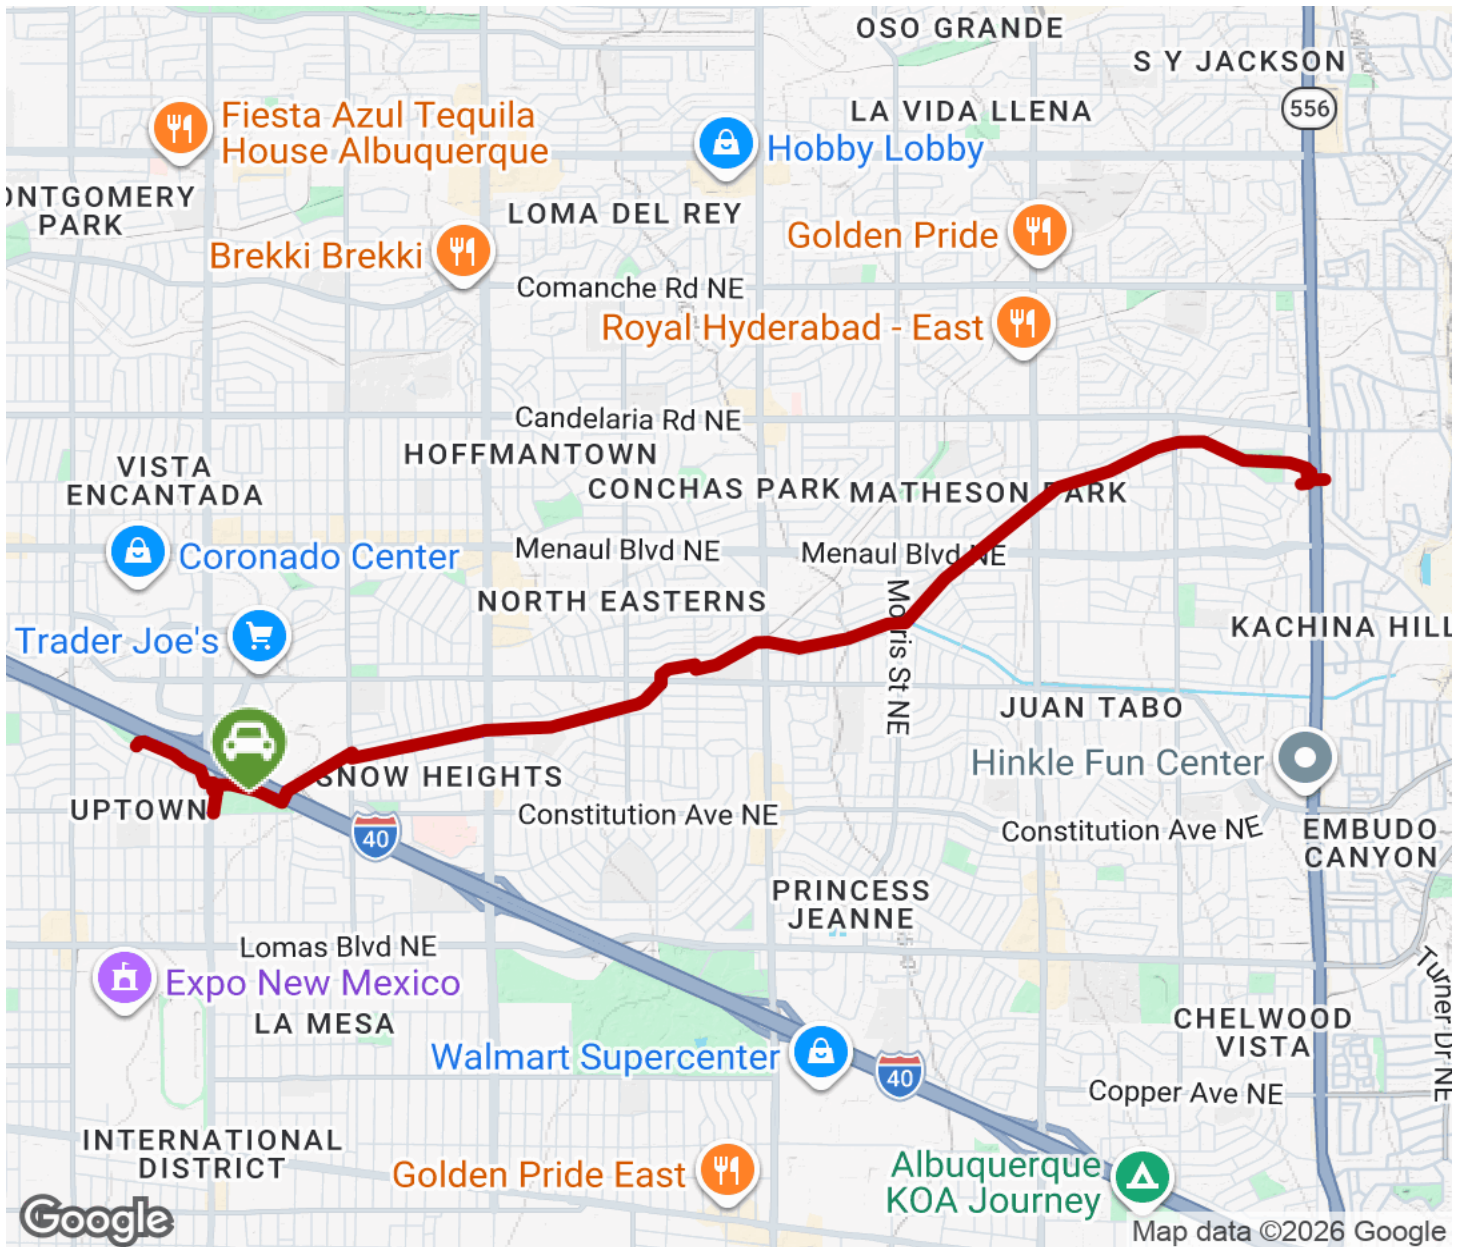 OSO GRANDE
S Y JACKSON
556
Fiesta Azul Tequila
House Albuquerque
LA VIDA LLENA
Hobby Lobby
ONTGOMERY
PARK
LOMA DEL REY
Golden Pride
Brekki Brekki
Comanche Rd NE
Royal Hyderabad - East
Candelaria Rd NE
HOFFMANTOWN
VISTA
ENCANTADA
CONCHAS PARK
MATHESON PARK
Coronado Center
Menaul Blvd NE
Menaul Blvd NE
NORTH EASTERNS
Morris St NE
KACHINA HILL
Trader Joe's
JUAN TABO
SNOW HEIGHTS
Hinkle Fun Center
UPTOWN
Constitution Ave NE
40
Constitution Ave NE
EMBUDO
CANYON
PRINCESS
JEANNE
Lomas Blvd NE
Expo New Mexico
Turner Dr NE
LA MESA
CHELWOOD
VISTA
Walmart Supercenter
40
Copper Ave NE
INTERNATIONAL
DISTRICT
Golden Pride East
Albuquerque
KOA Journey
Google
Map data ©2026 Google